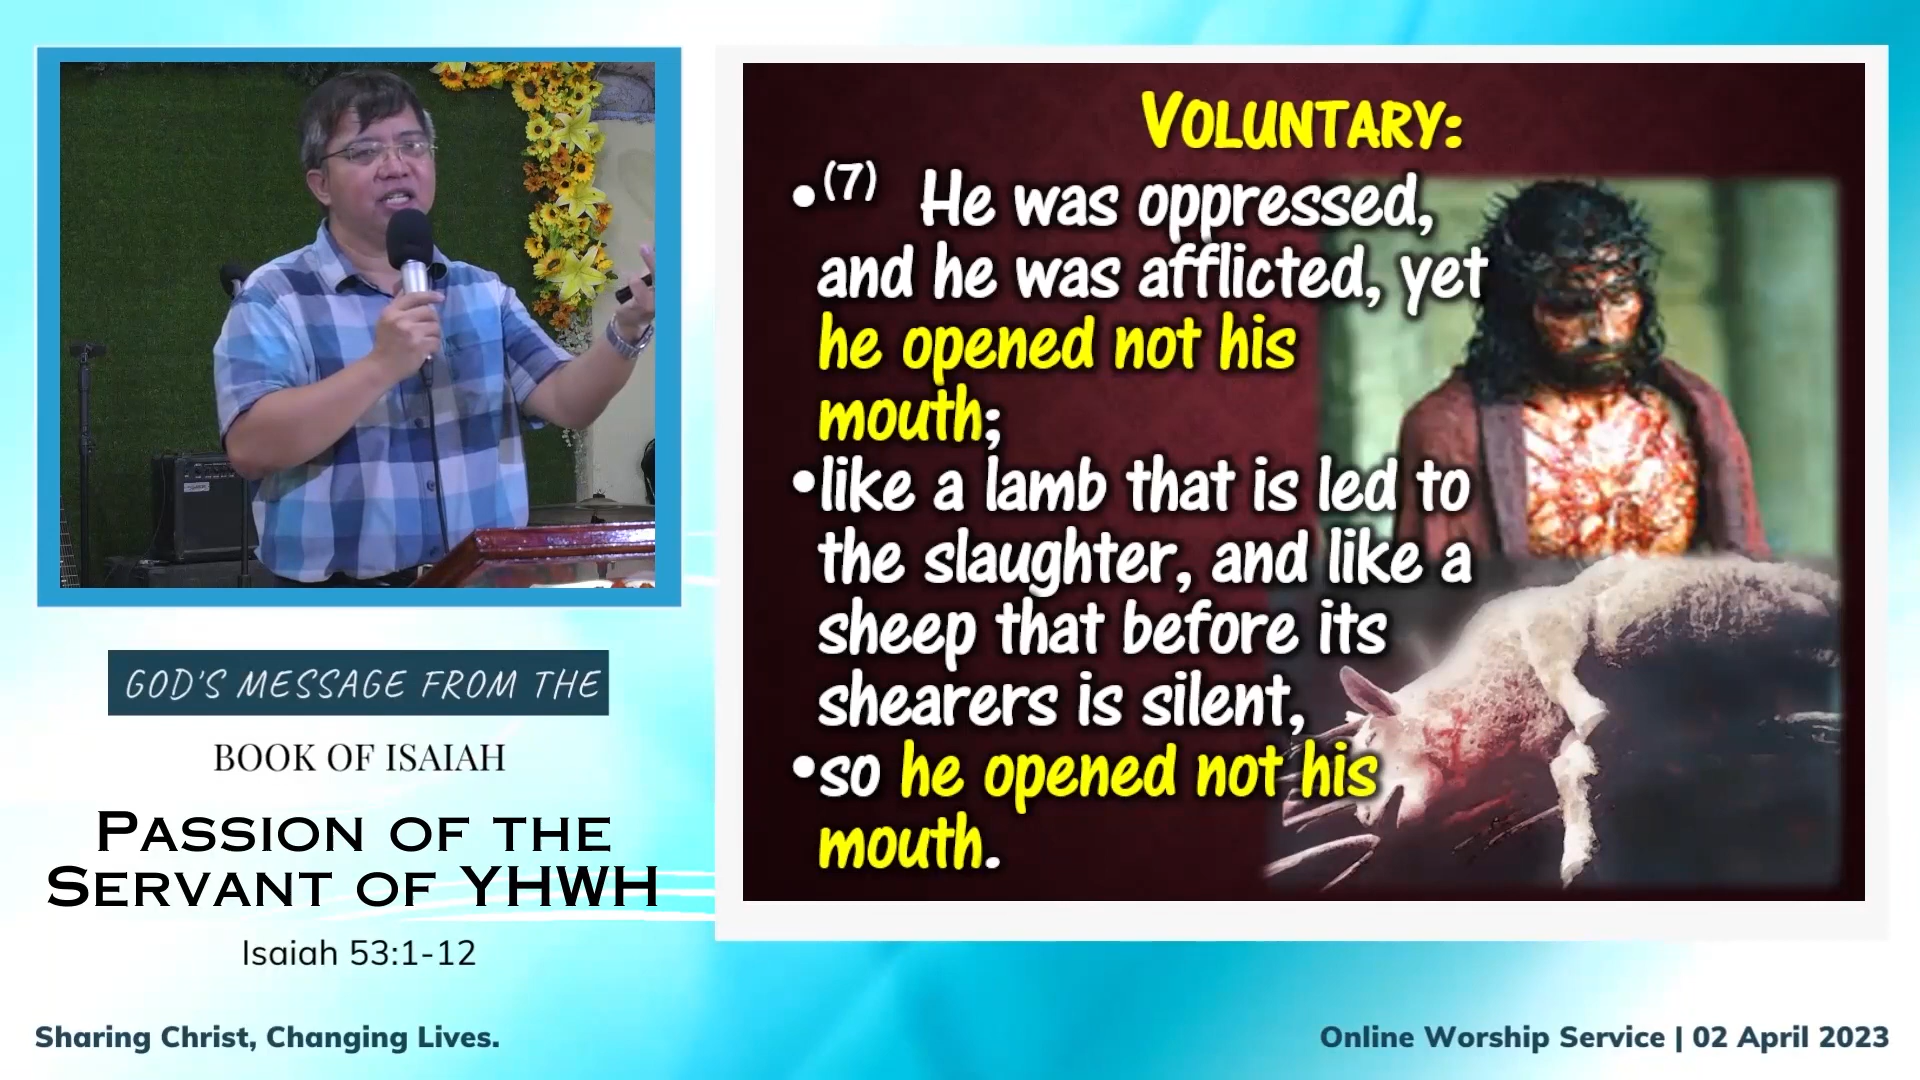 GOD'S MESSAGE FROM THE
BOOK OF ISAIAH
PASSION OF THE
SERVANT OF YHWH
Isaiah 53:1-12
VOLUNTARY:
•(7) He was oppressed,
and he was afflicted, yet
he opened not his
mouth;
•like a lamb that is led to
the slaughter, and like a
sheep that before its
shearers is silent,
•so he opened not his
mouth.
Sharing Christ, Changing Lives.
Online Worship Service | 02 April 2023